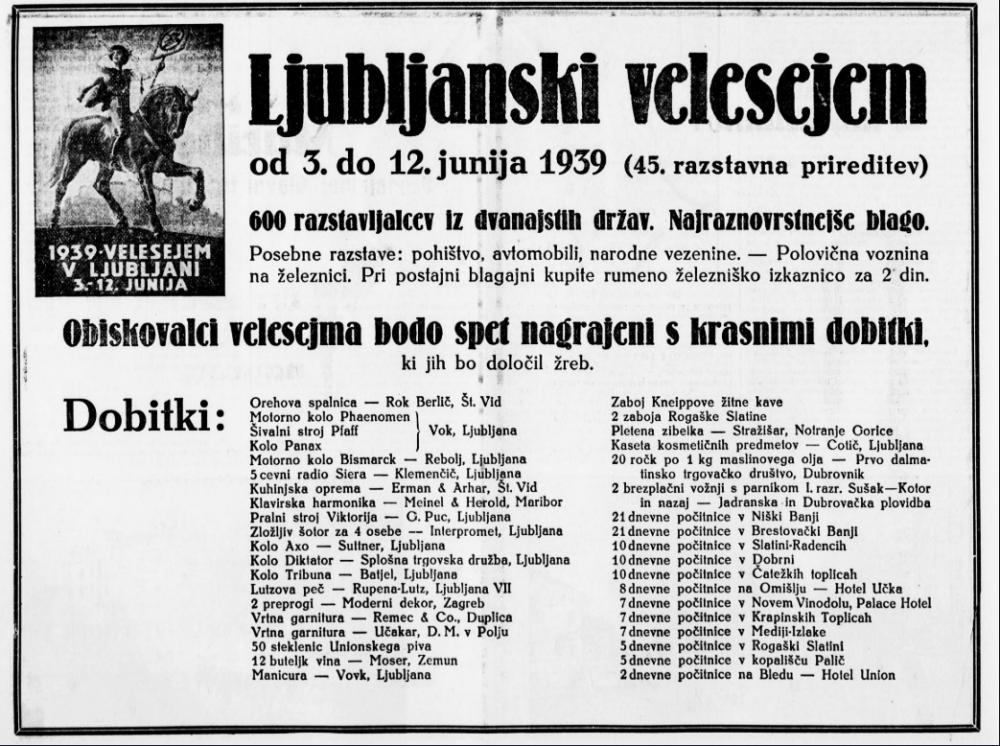 1939-VELESEJEM
V LJUBLJANI
3.-12. JUNIJA
Ljubljanski velesejem
od 3. do 12. junija 1939 (45. razstavna prireditev)
600 razstavljalcev iz dvanajstih držav. Najraznovrstnejše blago.
Posebne razstave: pohištvo, avtomobili, narodne vezenine. — Polovična voznina
na železnici. Pri postajni blagajni kupite rumeno železniško izkaznico za 2 din.
Obiskovalci velesejma bodo spet nagrajeni s krasnimi dobitki,
ki jih bo določil žreb.
Dobitki:
Orehova spalnica — Rok Berlič, Št. Vid
Motorno kolo Phaenomen
Šivalni stroj Pfaff
Kolo Panax
Vok, Ljubljana
Motorno kolo Bismarck — Rebolj, Ljubljana
5 cevni radio Siera — Klemenčič, Ljubljana
Kuhinjska oprema — Erman & Arhar, Št. Vid
Klavirska harmonika — Meinel & Herold, Maribor
Pralni stroj Viktorija — G. Puc, Ljubljana
Zložljiv šotor za 4 osebe — Interpromet, Ljubljana
Kolo Axo — Suttner, Ljubljana
Kolo Diktator — Splošna trgovska družba, Ljubljana
Kolo Tribuna — Batjel, Ljubljana
Lutzova peč — Rupena-Lutz, Ljubljana VII
2 preprogi — Moderni dekor, Zagreb
Vrtna garnitura — Remec & Co., Duplica
Vrtna garnitura — Učakar, D. M. v Polju
50 steklenic Unionskega piva
12 buteljk vina — Moser, Zemun
Manicura — Vovk, Ljubljana
Zaboj Kneippove žitne kave
2 zaboja Rogaške Slatine
Pletena zibelka — Stražišar, Notranje Gorice
Kaseta kosmetičnih predmetov — Cotič, Ljubljana
20 ročk po 1 kg maslinovega olja — Prvo dalma-
tinsko trgovačko društvo, Dubrovnik
2 brezplačni vožnji s parnikom I. razr. Sušak—Kotor
in nazaj — Jadranska in Dubrovačka plovidba
21 dnevne počitnice v Niški Banji
21 dnevne počitnice v Brestovački Banji
10 dnevne počitnice v Slatini-Radencih
10 dnevne počitnice v Dobrni
10 dnevne počitnice v Čatežkih toplicah
8 dnevne počitnice na Omišlju — Hotel Učka
7 dnevne počitnice v Novem Vinodolu, Palace Hotel
7 dnevne počitnice v Krapinskih Toplicah
7 dnevne počitnice v Mediji-Izlake
5 dnevne počitnice v Rogaški Slatini
5 dnevne počitnice v kopališču Palič
2 dnevne počitnice na Bledu — Hotel Union